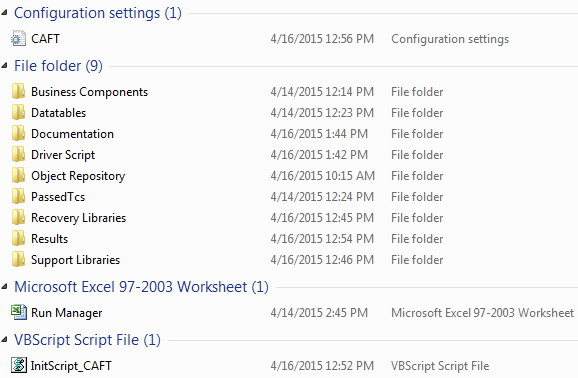 Configuration settings (1)
CAFT 4/16/2015 12:56 PM Configuration settings
File folder (9)
Business Components 4/14/2015 12:14 PM File folder
Datatables 4/14/2015 12:23 PM File folder
Documentation 4/16/2015 1:44 PM File folder
Driver Script 4/16/2015 1:42 PM File folder
Object Repository 4/16/2015 10:15 AM File folder
PassedTcs 4/14/2015 12:24 PM File folder
Recovery Libraries 4/16/2015 12:45 PM File folder
Results 4/16/2015 12:54 PM File folder
Support Libraries 4/16/2015 12:46 PM File folder
Microsoft Excel 97-2003 Worksheet (1)
Run Manager 4/14/2015 2:45 PM Microsoft Excel 97-2003 Worksheet
VBScript Script File (1)
InitScript_CAFT 4/16/2015 12:52 PM VBScript Script File